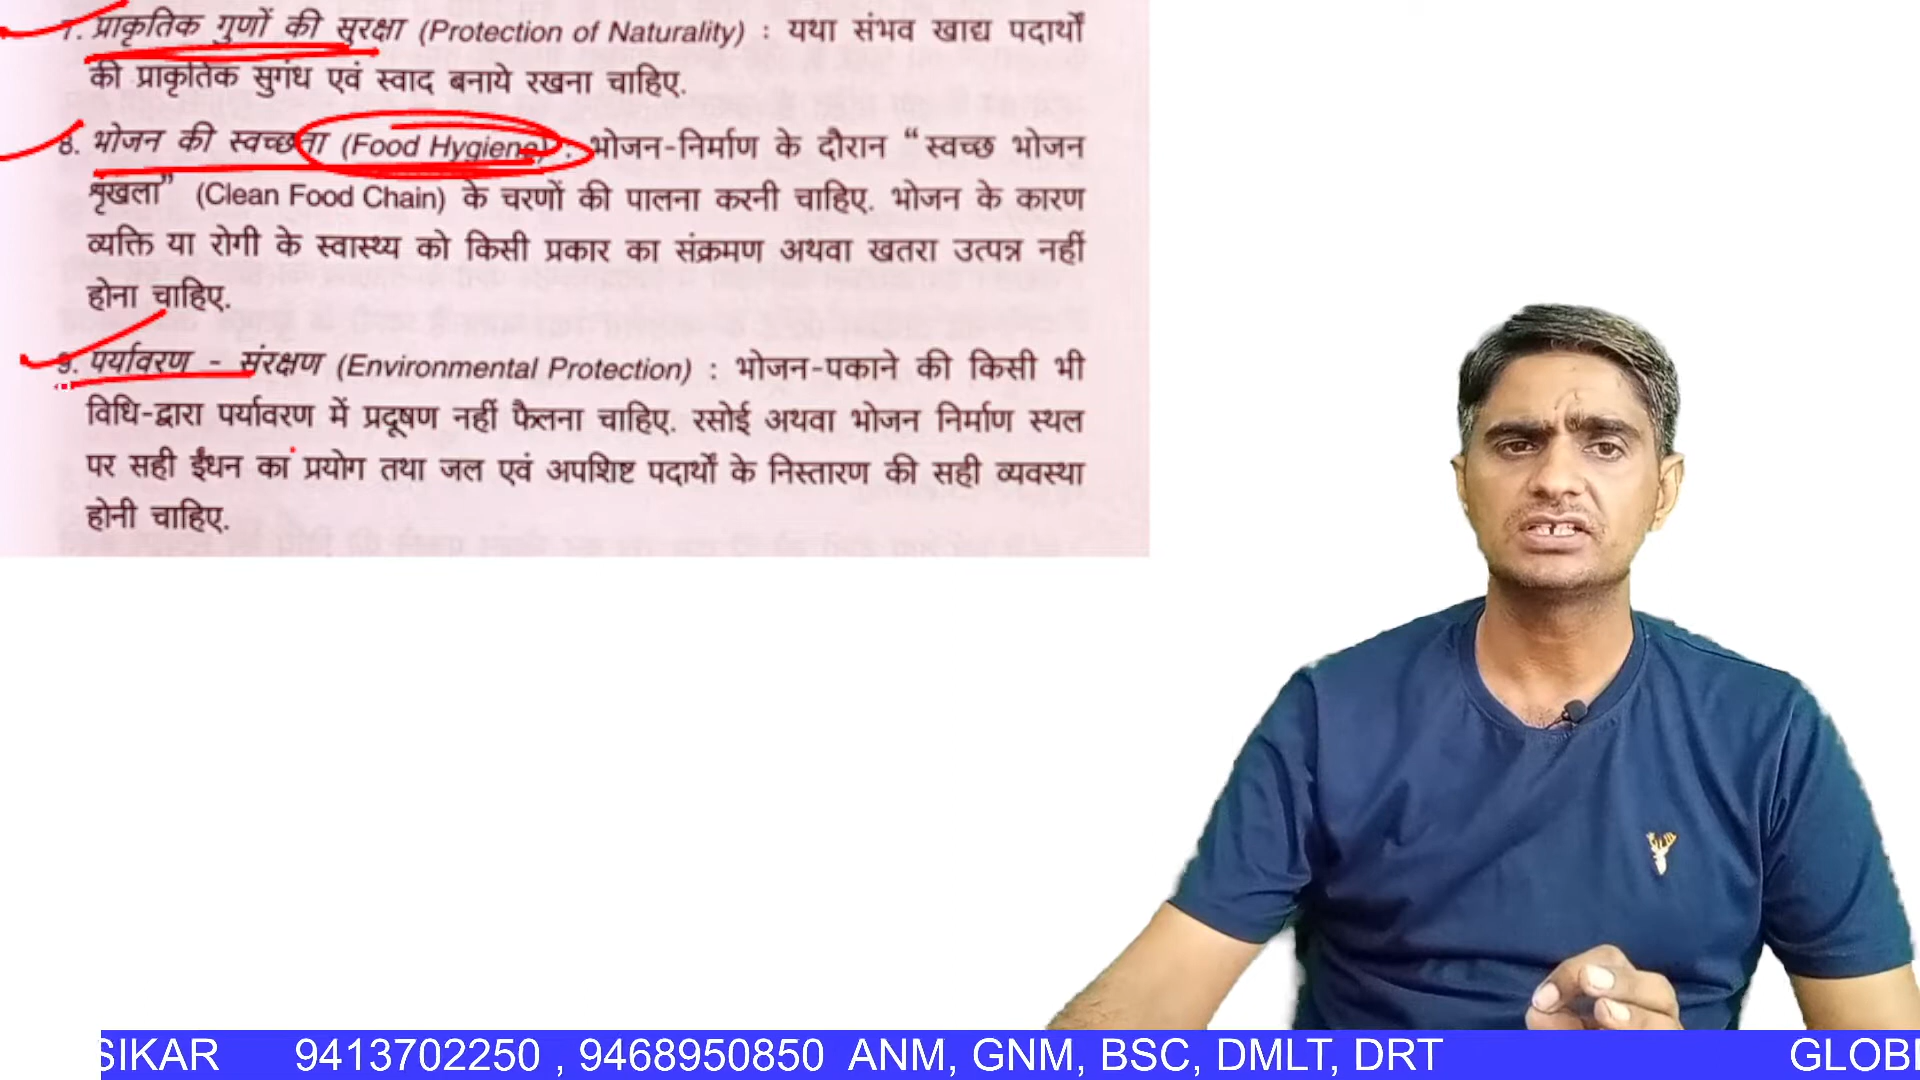 7. प्राकृतिक गुणों की सुरक्षा (Protection of Naturality) : यथा संभव खाद्य पदार्थों
की प्राकृतिक सुगंध एवं स्वाद बनाये रखना चाहिए.
8. भोजन की स्वच्छता (Food Hygiene) : भोजन-निर्माण के दौरान “स्वच्छ भोजन
शृखला” (Clean Food Chain) के चरणों की पालना करनी चाहिए. भोजन के कारण
व्यक्ति या रोगी के स्वास्थ्य को किसी प्रकार का संक्रमण अथवा खतरा उत्पन्न नहीं
होना चाहिए.
9. पर्यावरण - संरक्षण (Environmental Protection) : भोजन-पकाने की किसी भी
विधि-द्वारा पर्यावरण में प्रदूषण नहीं फैलना चाहिए. रसोई अथवा भोजन निर्माण स्थल
पर सही ईंधन का प्रयोग तथा जल एवं अपशिष्ट पदार्थों के निस्तारण की सही व्यवस्था
होनी चाहिए.
SIKAR 9413702250 , 9468950850 ANM, GNM, BSC, DMLT, DRT GLOB